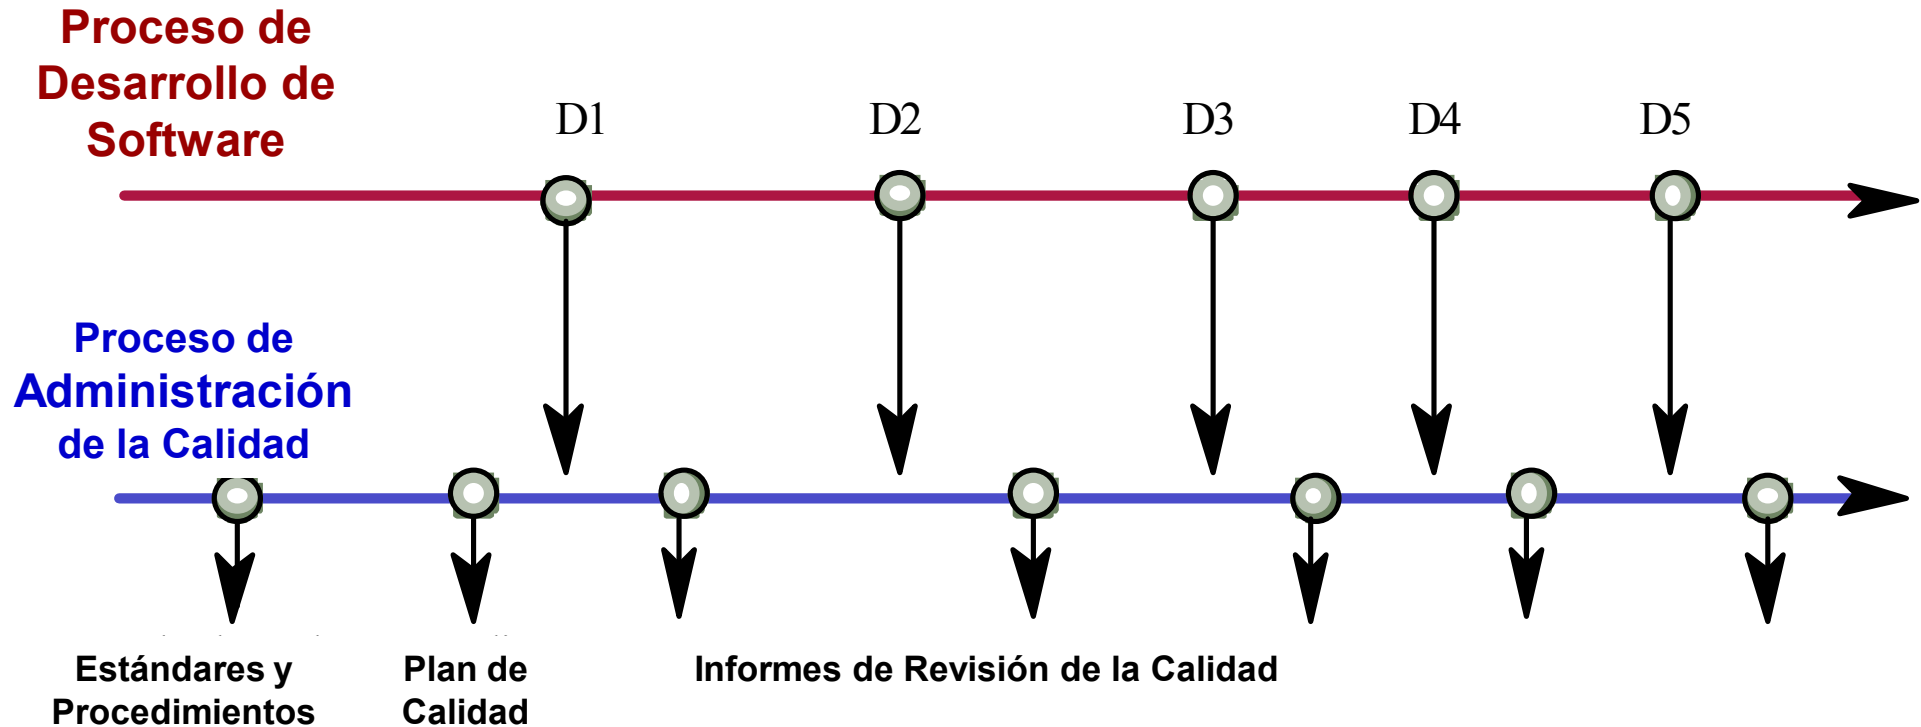 Proceso de
Desarrollo de
Software
D1
D2
D3
D4
D5
Proceso de
Administración
de la Calidad
Estándares y
Procedimientos
Plan de
Calidad
Informes de Revisión de la Calidad